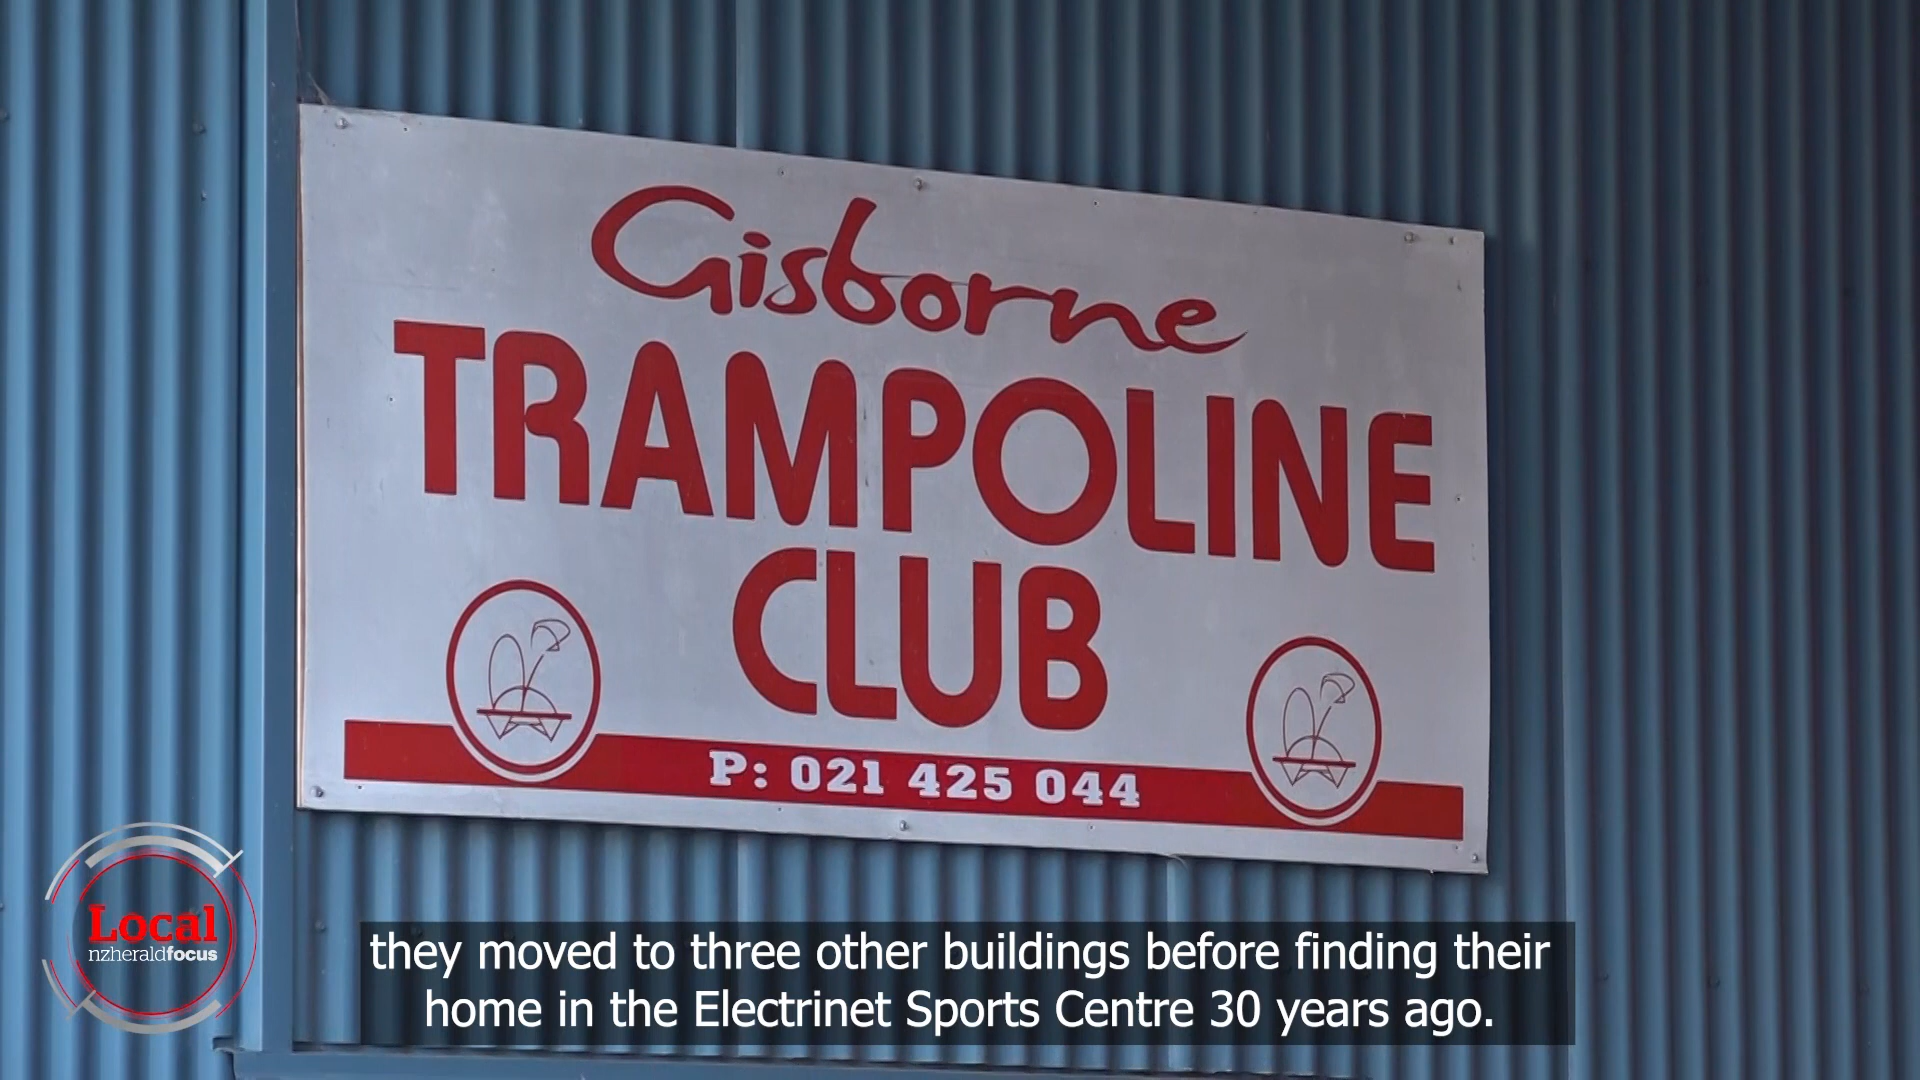 Gisborne
TRAMPOLINE
CLUB
P: 021 425 044
Local
nzheraldfocus
they moved to three other buildings before finding their
home in the Electrinet Sports Centre 30 years ago.